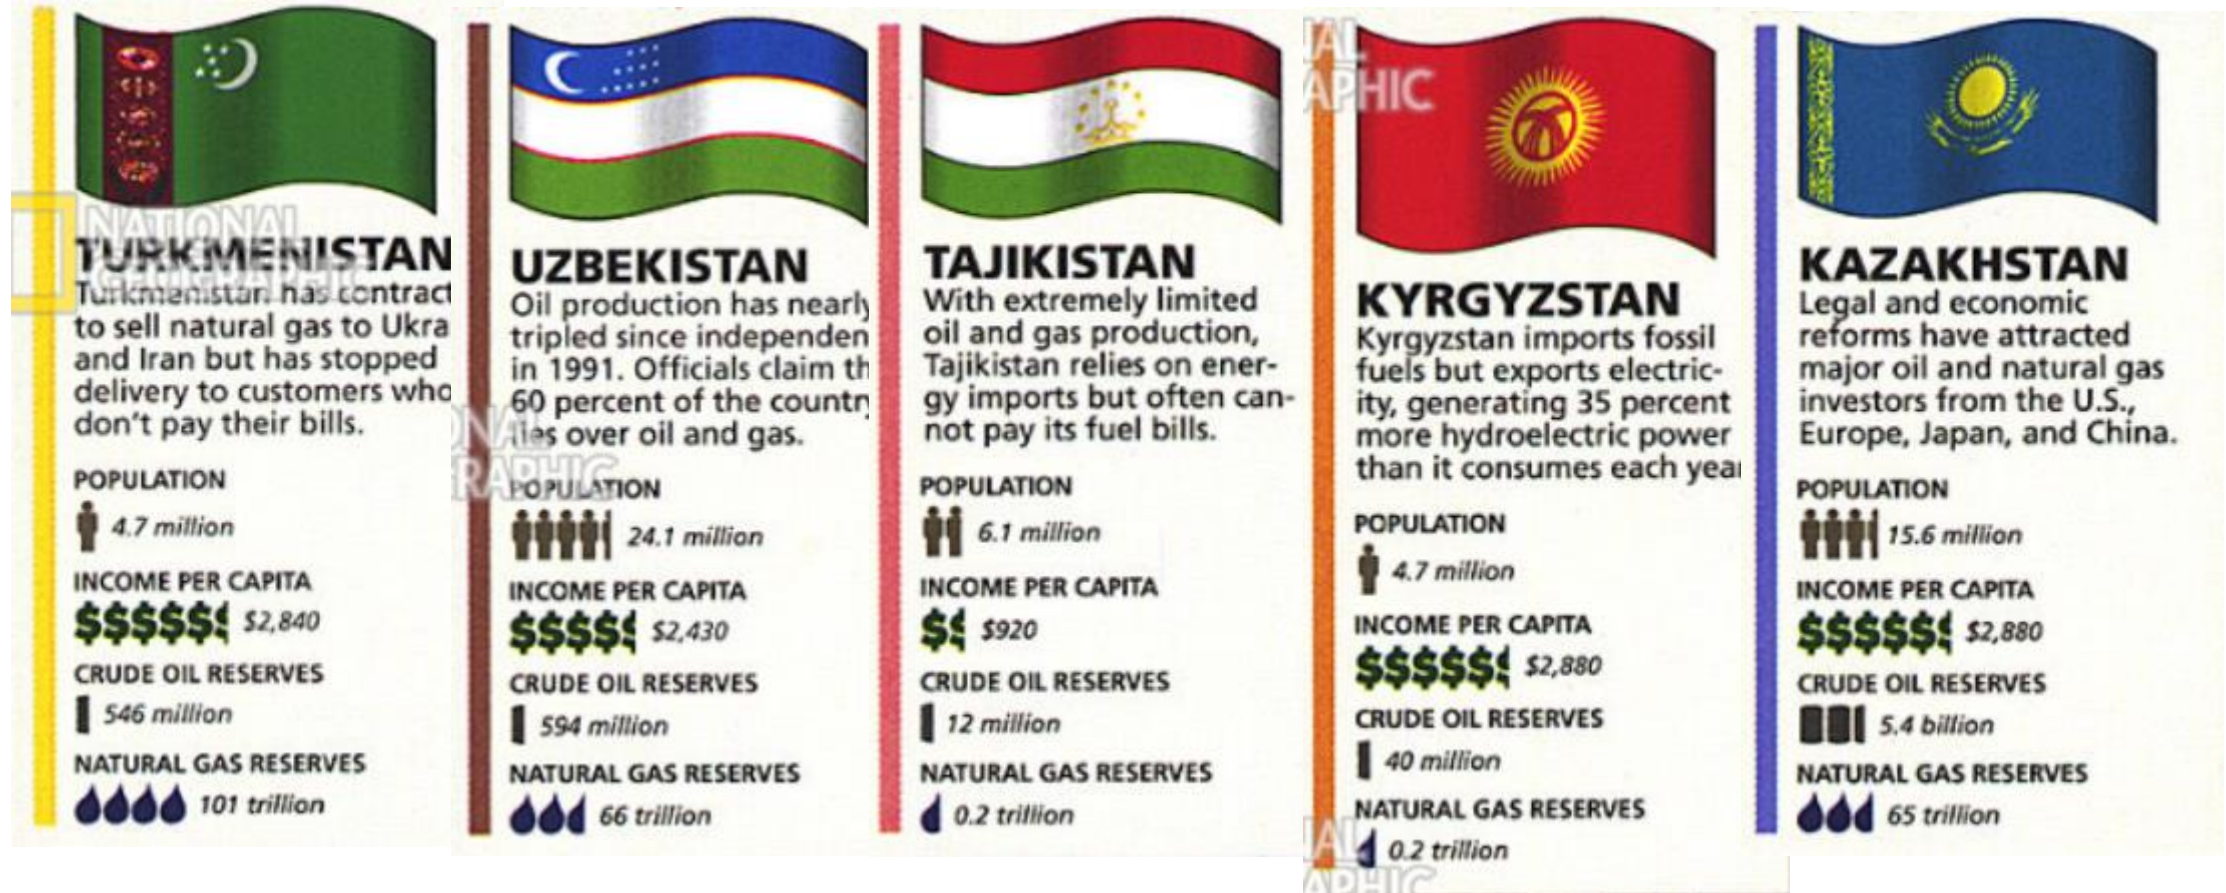 TURKMENISTAN
Turkmenistan has contract
to sell natural gas to Ukra
and Iran but has stopped
delivery to customers who
don't pay their bills.
POPULATION
4.7 million
INCOME PER CAPITA
$$$$$$ $2,840
CRUDE OIL RESERVES
546 million
NATURAL GAS RESERVES
101 trillion
NATIONAL
GEOGRAPHIC
UZBEKISTAN
Oil production has nearly
tripled since independen
in 1991. Officials claim th
60 percent of the countr
lies over oil and gas.
POPULATION
24.1 million
INCOME PER CAPITA
$$$$$ $2,430
CRUDE OIL RESERVES
594 million
NATURAL GAS RESERVES
66 trillion
ONAL
GRAPHIC
TAJIKISTAN
With extremely limited
oil and gas production,
Tajikistan relies on ener-
gy imports but often can-
not pay its fuel bills.
POPULATION
6.1 million
INCOME PER CAPITA
$$ $920
CRUDE OIL RESERVES
12 million
NATURAL GAS RESERVES
0.2 trillion
NAL
APHIC
KYRGYZSTAN
Kyrgyzstan imports fossil
fuels but exports electric-
ity, generating 35 percent
more hydroelectric power
than it consumes each year
POPULATION
4.7 million
INCOME PER CAPITA
$$$$$$ $2,880
CRUDE OIL RESERVES
40 million
NATURAL GAS RESERVES
0.2 trillion
NAL
APHIC
KAZAKHSTAN
Legal and economic
reforms have attracted
major oil and natural gas
investors from the U.S.,
Europe, Japan, and China.
POPULATION
15.6 million
INCOME PER CAPITA
$$$$$$ $2,880
CRUDE OIL RESERVES
5.4 billion
NATURAL GAS RESERVES
65 trillion